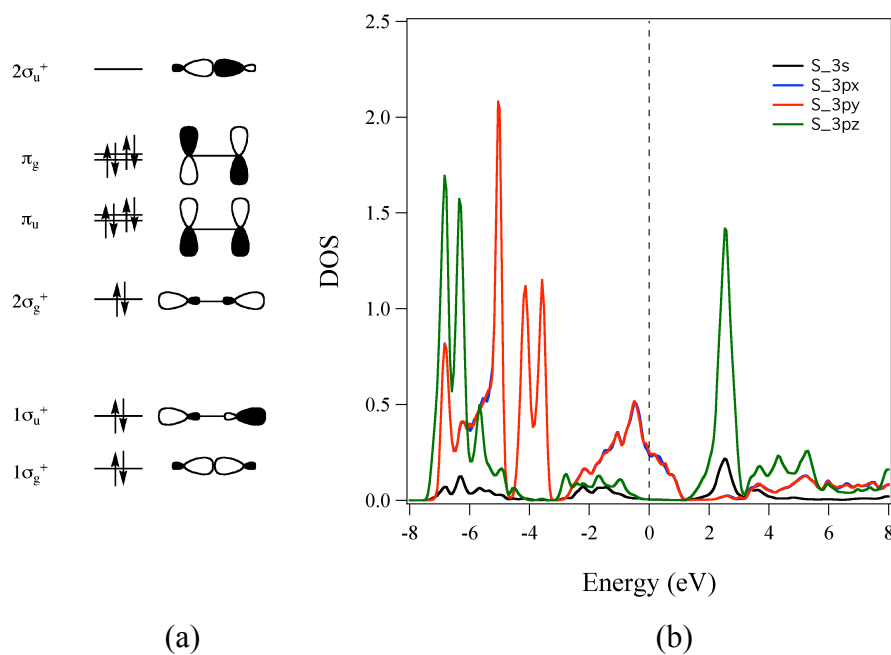 2σu+
πg
πu
2σg+
1σu+
1σg+
(a)
2.5
2.0
1.5
1.0
0.5
0.0
DOS
-8 -6 -4 -2 0 2 4 6 8
Energy (eV)
S_3s
S_3px
S_3py
S_3pz
(b)